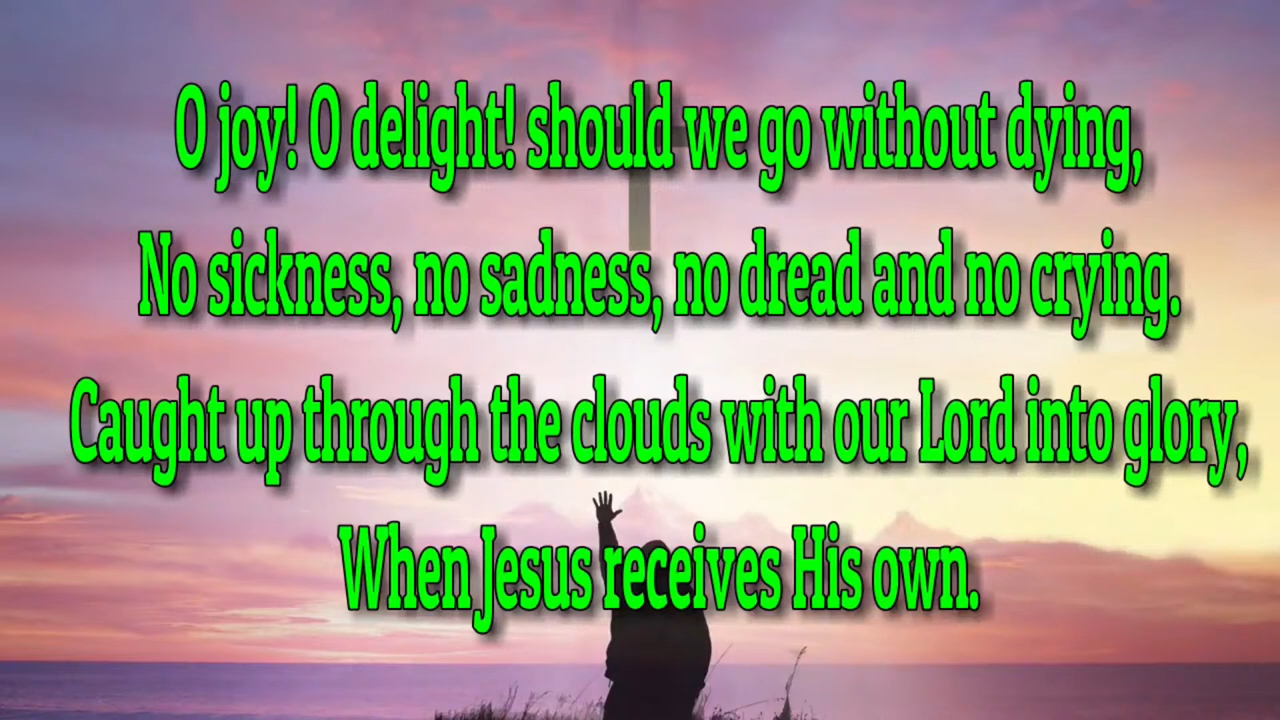 O joy! O delight! should we go without dying,
No sickness, no sadness, no dread and no crying.
Caught up through the clouds with our Lord into glory,
When Jesus receives His own.